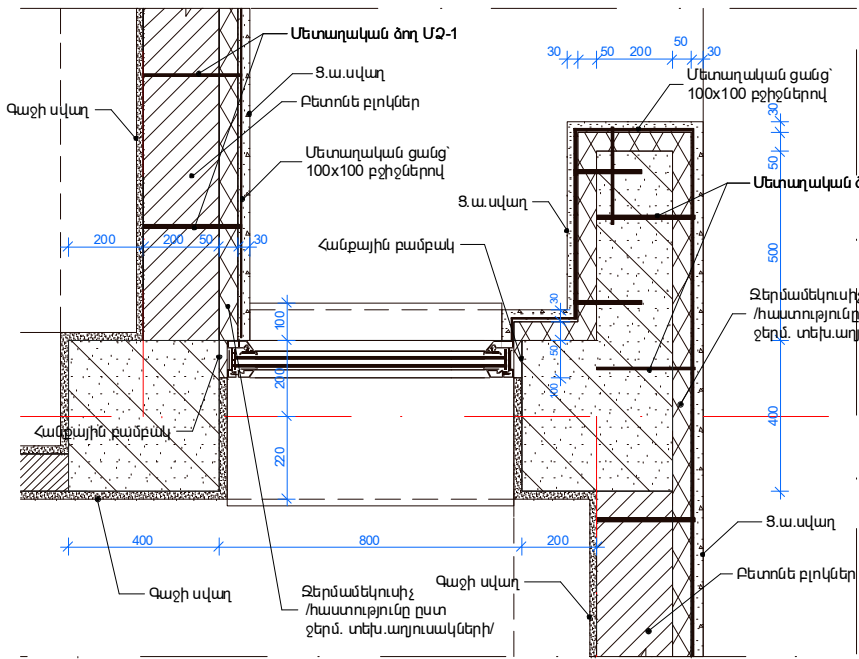 Մետաղական ձող ՄԶ-1
Ց.ա.սվաղ
Բետոնե բլոկներ
Գաջի սվաղ
Մետաղական ցանց՝
100x100 բջիջներով
30
50
200
50
30
Մետաղական ցանց՝
100x100 բջիջներով
30
50
Մետաղական
Ց.ա.սվաղ
200
200
50
30
Հանքային բամբակ
500
30
100
Ջերմամեկուսիչ
/հաստությունը
ջերմ. տեխ.աղյ
50
200
100
400
Հանքային բամբակ
220
400
800
200
Ց.ա.սվաղ
Գաջի սվաղ
Ջերմամեկուսիչ
/հաստությունը ըստ
ջերմ. տեխ.աղյուսակների/
Գաջի սվաղ
Բետոնե բլոկներ